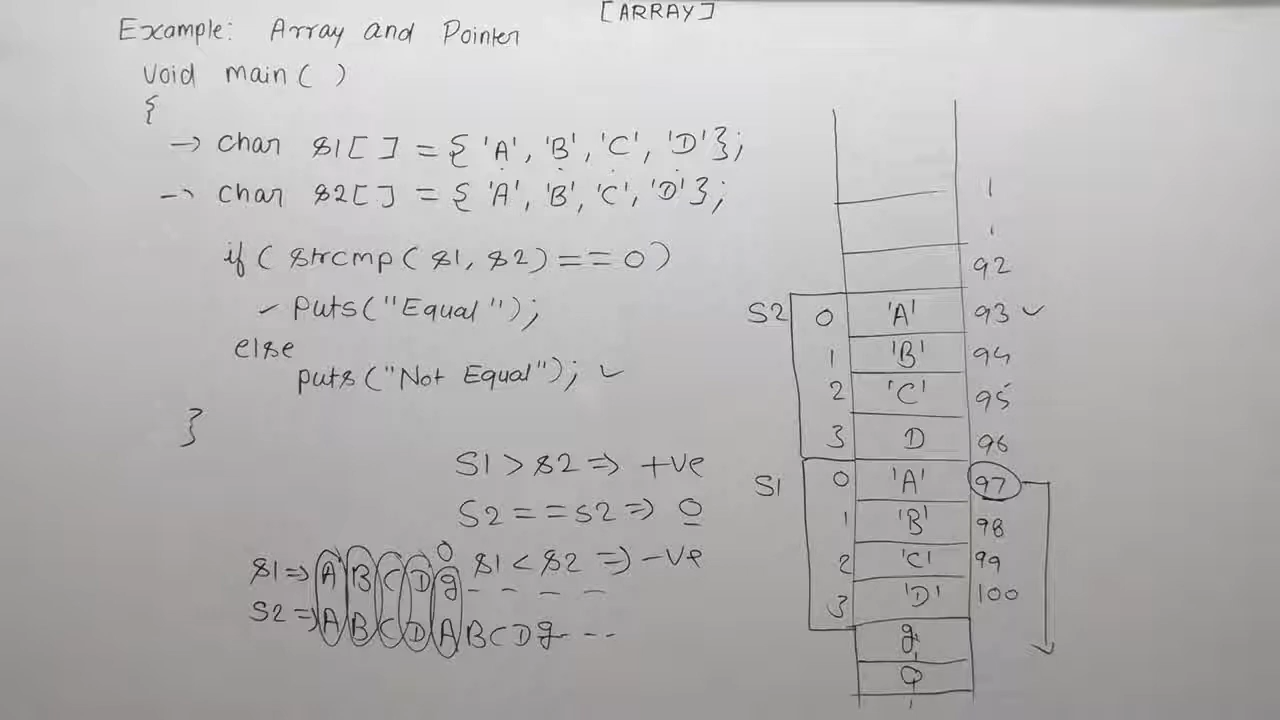 [ARRAY]
Example: Array and Pointer
void main( )
{
→ char s1[ ] = { 'A', 'B', 'C', 'D' };
→ char s2[ ] = { 'A', 'B', 'C', 'D' };
if ( strcmp( s1, s2) == 0 )
✓ puts("Equal");
else
puts("Not Equal"); ✓
}
S1 > s2 => +ve
S2 == s2 => 0
s1 < s2 => -ve
0
s1 => A B C D g - - - -
S2 => A B C D A B C D g - - -
92
S2 0 'A' 93 ✓
1 'B' 94
2 'C' 95
3 D 96
S1 0 'A' 97
1 'B' 98
2 'C' 99
3 'D' 100
g